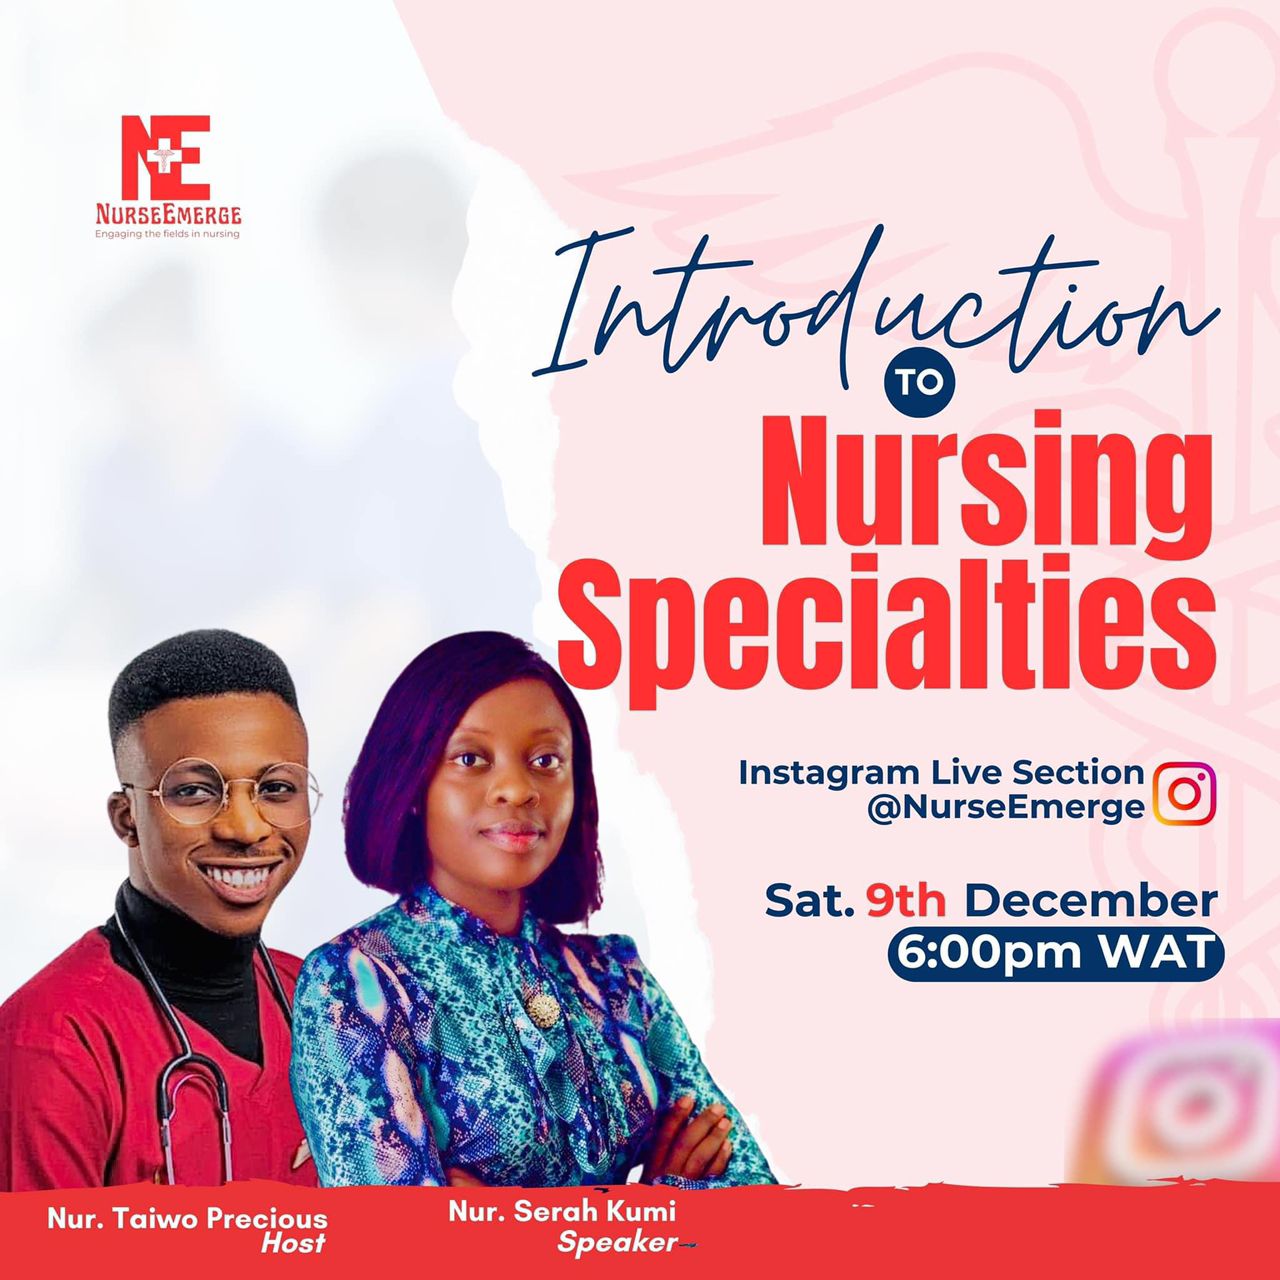 NE
NURSEEMERGE
Engaging the fields in nursing
Introduction
TO
Nursing
Specialties
Instagram Live Section
@NurseEmerge
Sat. 9th December
6:00pm WAT
Nur. Taiwo Precious
Host
Nur. Serah Kumi
Speaker